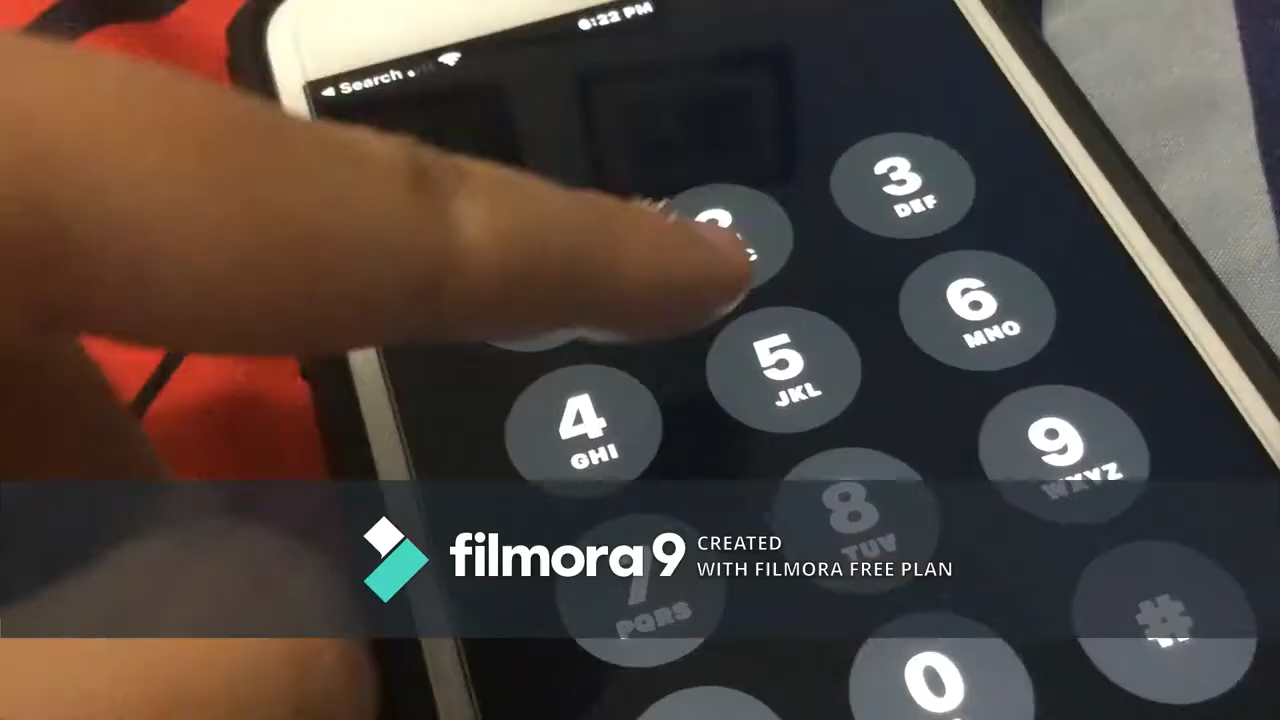 6:22 PM
◀ Search
3
DEF
6
MNO
5
JKL
4
GHI
9
WXYZ
8
TUV
7
PQRS
#
0
filmora9
CREATED
WITH FILMORA FREE PLAN